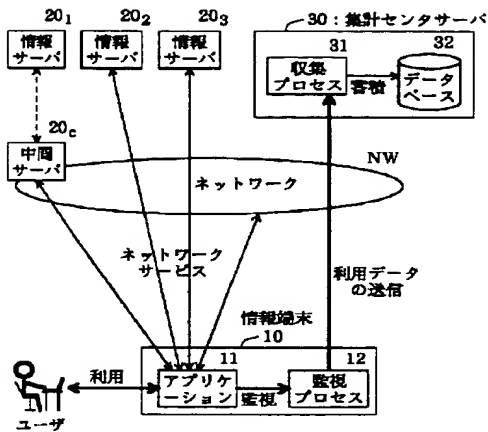 20₁ 20₂ 20₃
情報
サーバ
情報
サーバ
情報
サーバ
30:集計センタサーバ
31 32
収集
プロセス
蓄積
データ
ベース
20c
中間
サーバ
NW
ネットワーク
ネットワーク
サービス
利用データ
の送信
情報端末
10
11 12
利用
アプリケ
ーション
監視
監視
プロセス
ユーザ